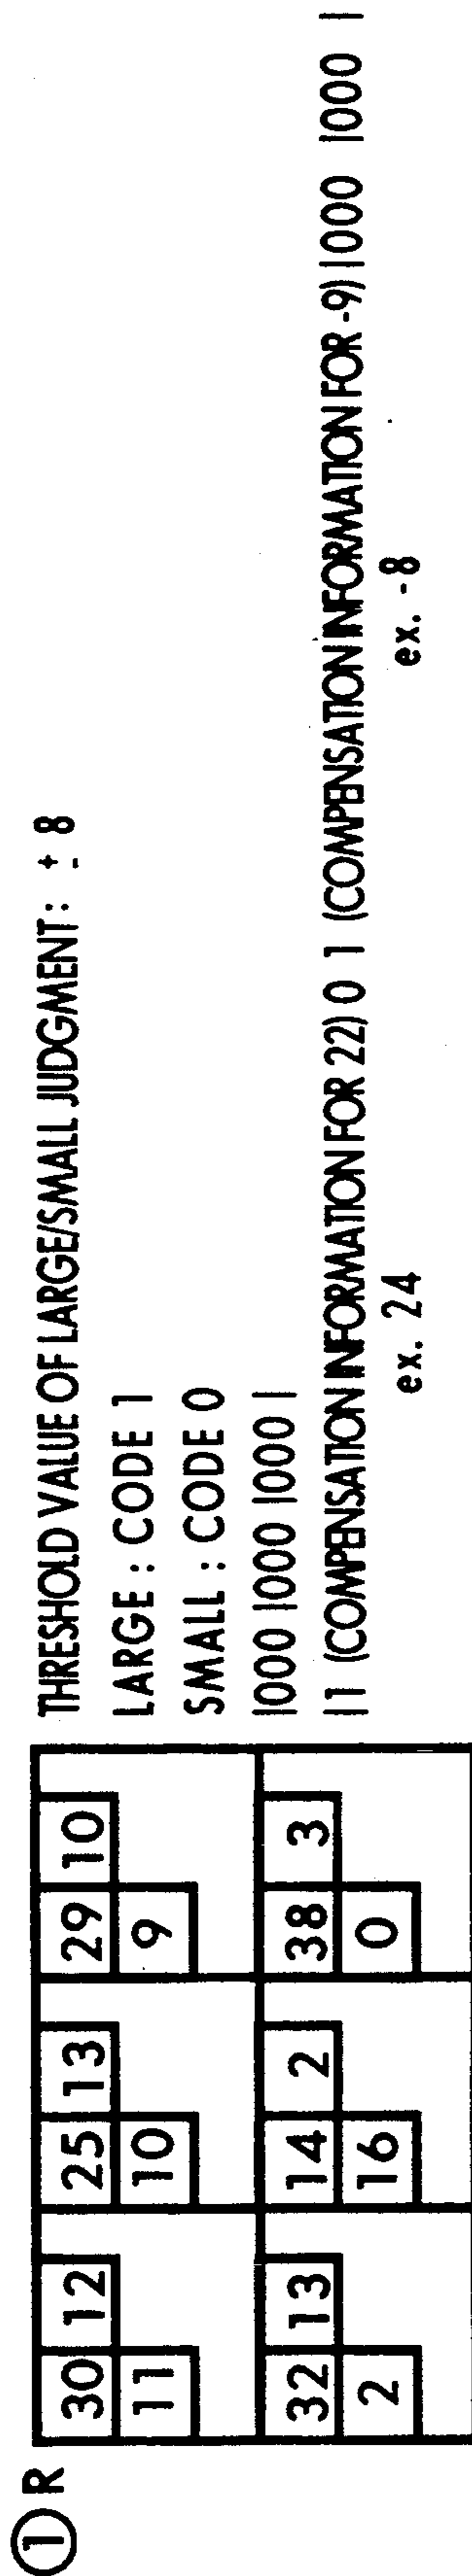 ① R
30 12 25 13 29 10
11 10 9
32 13 14 2 38 3
2 16 0
THRESHOLD VALUE OF LARGE/SMALL JUDGMENT: ± 8
LARGE : CODE 1
SMALL : CODE 0
1000 1000 1000 1
11 (COMPENSATION INFORMATION FOR 22) 0 1 (COMPENSATION INFORMATION FOR -9) 1000 1000 1
ex. 24 ex. -8